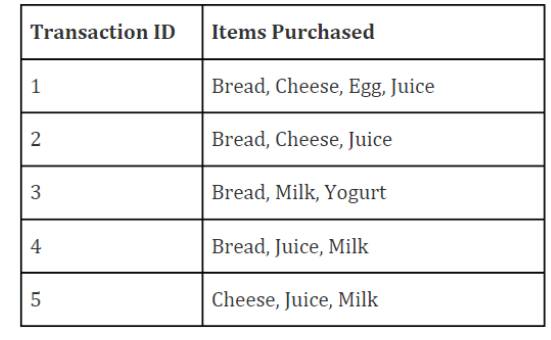 Transaction ID Items Purchased
1 Bread, Cheese, Egg, Juice
2 Bread, Cheese, Juice
3 Bread, Milk, Yogurt
4 Bread, Juice, Milk
5 Cheese, Juice, Milk